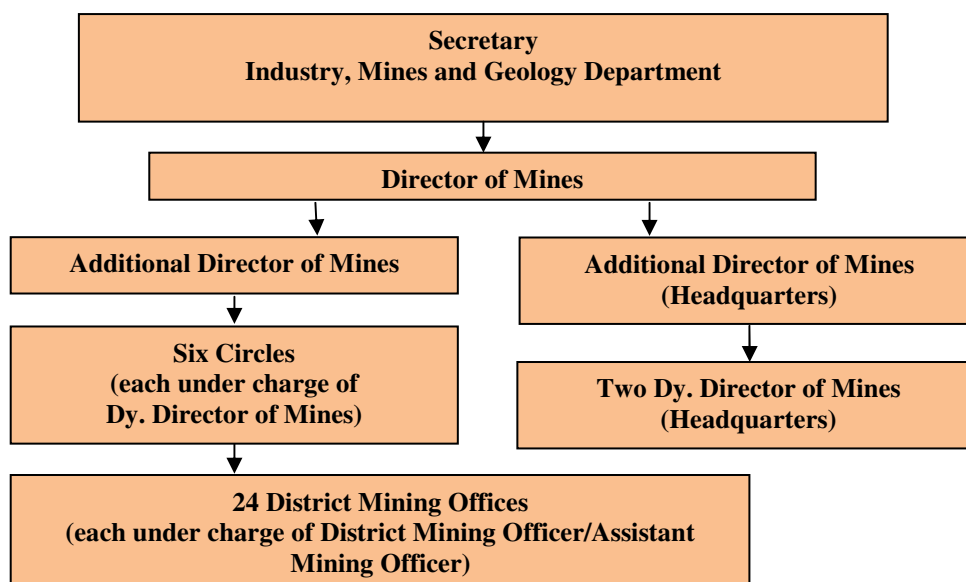 Secretary
Industry, Mines and Geology Department
Director of Mines
Additional Director of Mines
Additional Director of Mines
(Headquarters)
Six Circles
(each under charge of
Dy. Director of Mines)
Two Dy. Director of Mines
(Headquarters)
24 District Mining Offices
(each under charge of District Mining Officer/Assistant
Mining Officer)